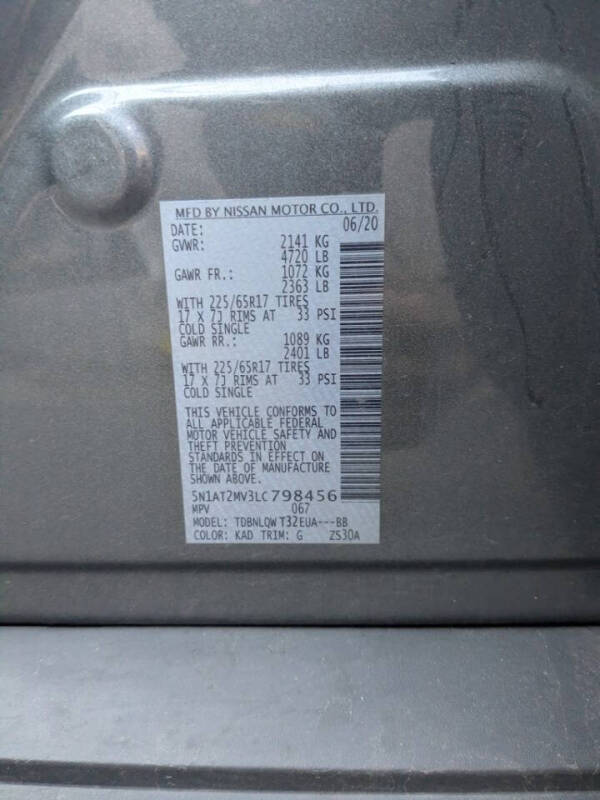 MFD BY NISSAN MOTOR CO., LTD.
DATE: 06/20
GVWR: 2141 KG
4720 LB
GAWR FR.: 1072 KG
2363 LB
WITH 225/65R17 TIRES
17 X 7J RIMS AT 33 PSI
COLD SINGLE
GAWR RR.: 1089 KG
2401 LB
WITH 225/65R17 TIRES
17 X 7J RIMS AT 33 PSI
COLD SINGLE
THIS VEHICLE CONFORMS TO
ALL APPLICABLE FEDERAL
MOTOR VEHICLE SAFETY AND
THEFT PREVENTION
STANDARDS IN EFFECT ON
THE DATE OF MANUFACTURE
SHOWN ABOVE.
5N1AT2MV3LC798456
MPV 067
MODEL: TDBNLQW T32EUA---BB
COLOR: KAD TRIM: G ZS30A